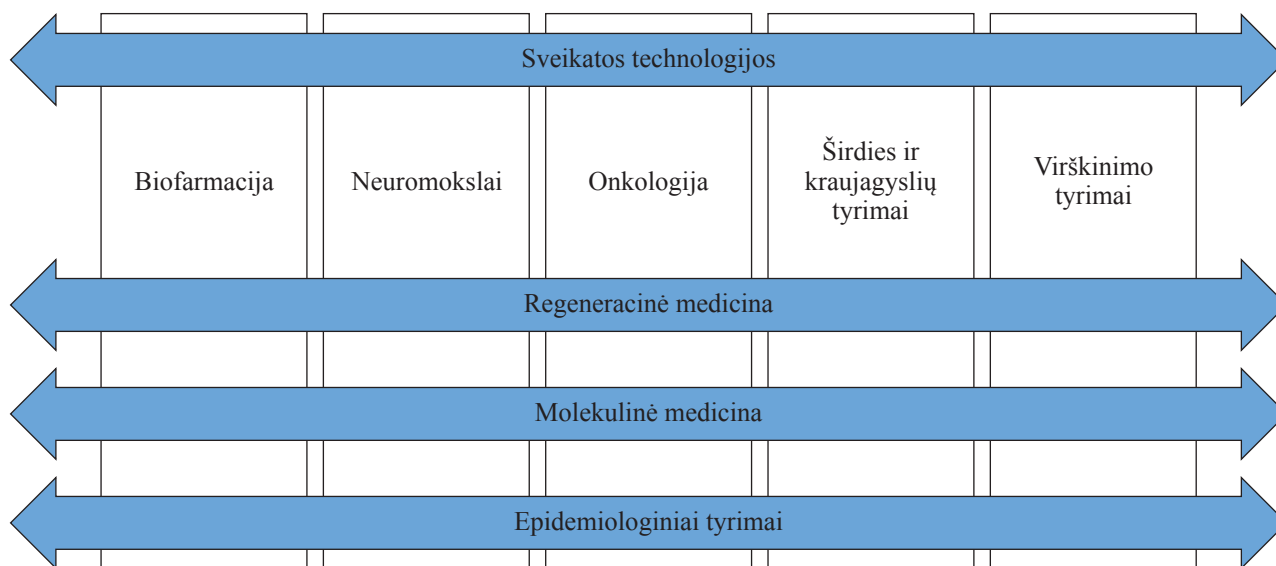 Sveikatos technologijos
Biofarmacija
Neuromokslai
Onkologija
Širdies ir
kraujagyslių
tyrimai
Virškinimo
tyrimai
Regeneracinė medicina
Molekulinė medicina
Epidemiologiniai tyrimai